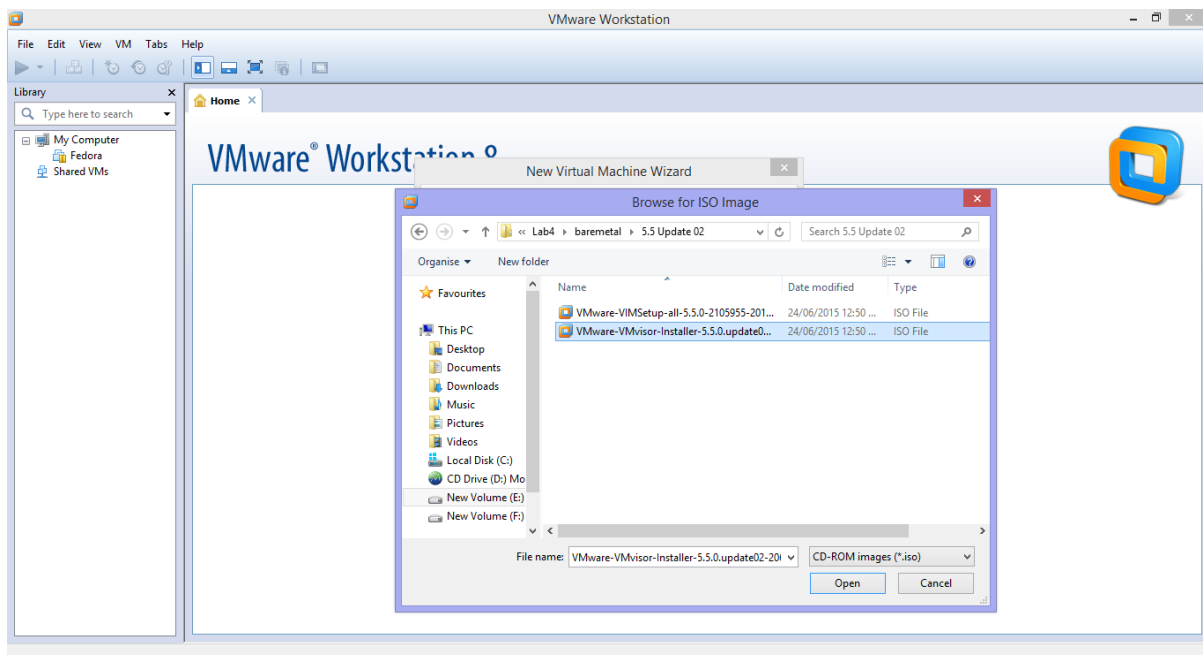 VMware Workstation
File Edit View VM Tabs Help
Library
Type here to search
My Computer
Fedora
Shared VMs
Home
VMware® Workstation 8
New Virtual Machine Wizard
Browse for ISO Image
« Lab4 baremetal 5.5 Update 02
Search 5.5 Update 02
Organise New folder
Name Date modified Type
VMware-VIMSetup-all-5.5.0-2105955-201... 24/06/2015 12:50 ... ISO File
VMware-VMvisor-Installer-5.5.0.update0... 24/06/2015 12:50 ... ISO File
Favourites
This PC
Desktop
Documents
Downloads
Music
Pictures
Videos
Local Disk (C:)
CD Drive (D:) Mo
New Volume (E:)
New Volume (F:)
File name: VMware-VMvisor-Installer-5.5.0.update02-20 CD-ROM images (*.iso)
Open Cancel